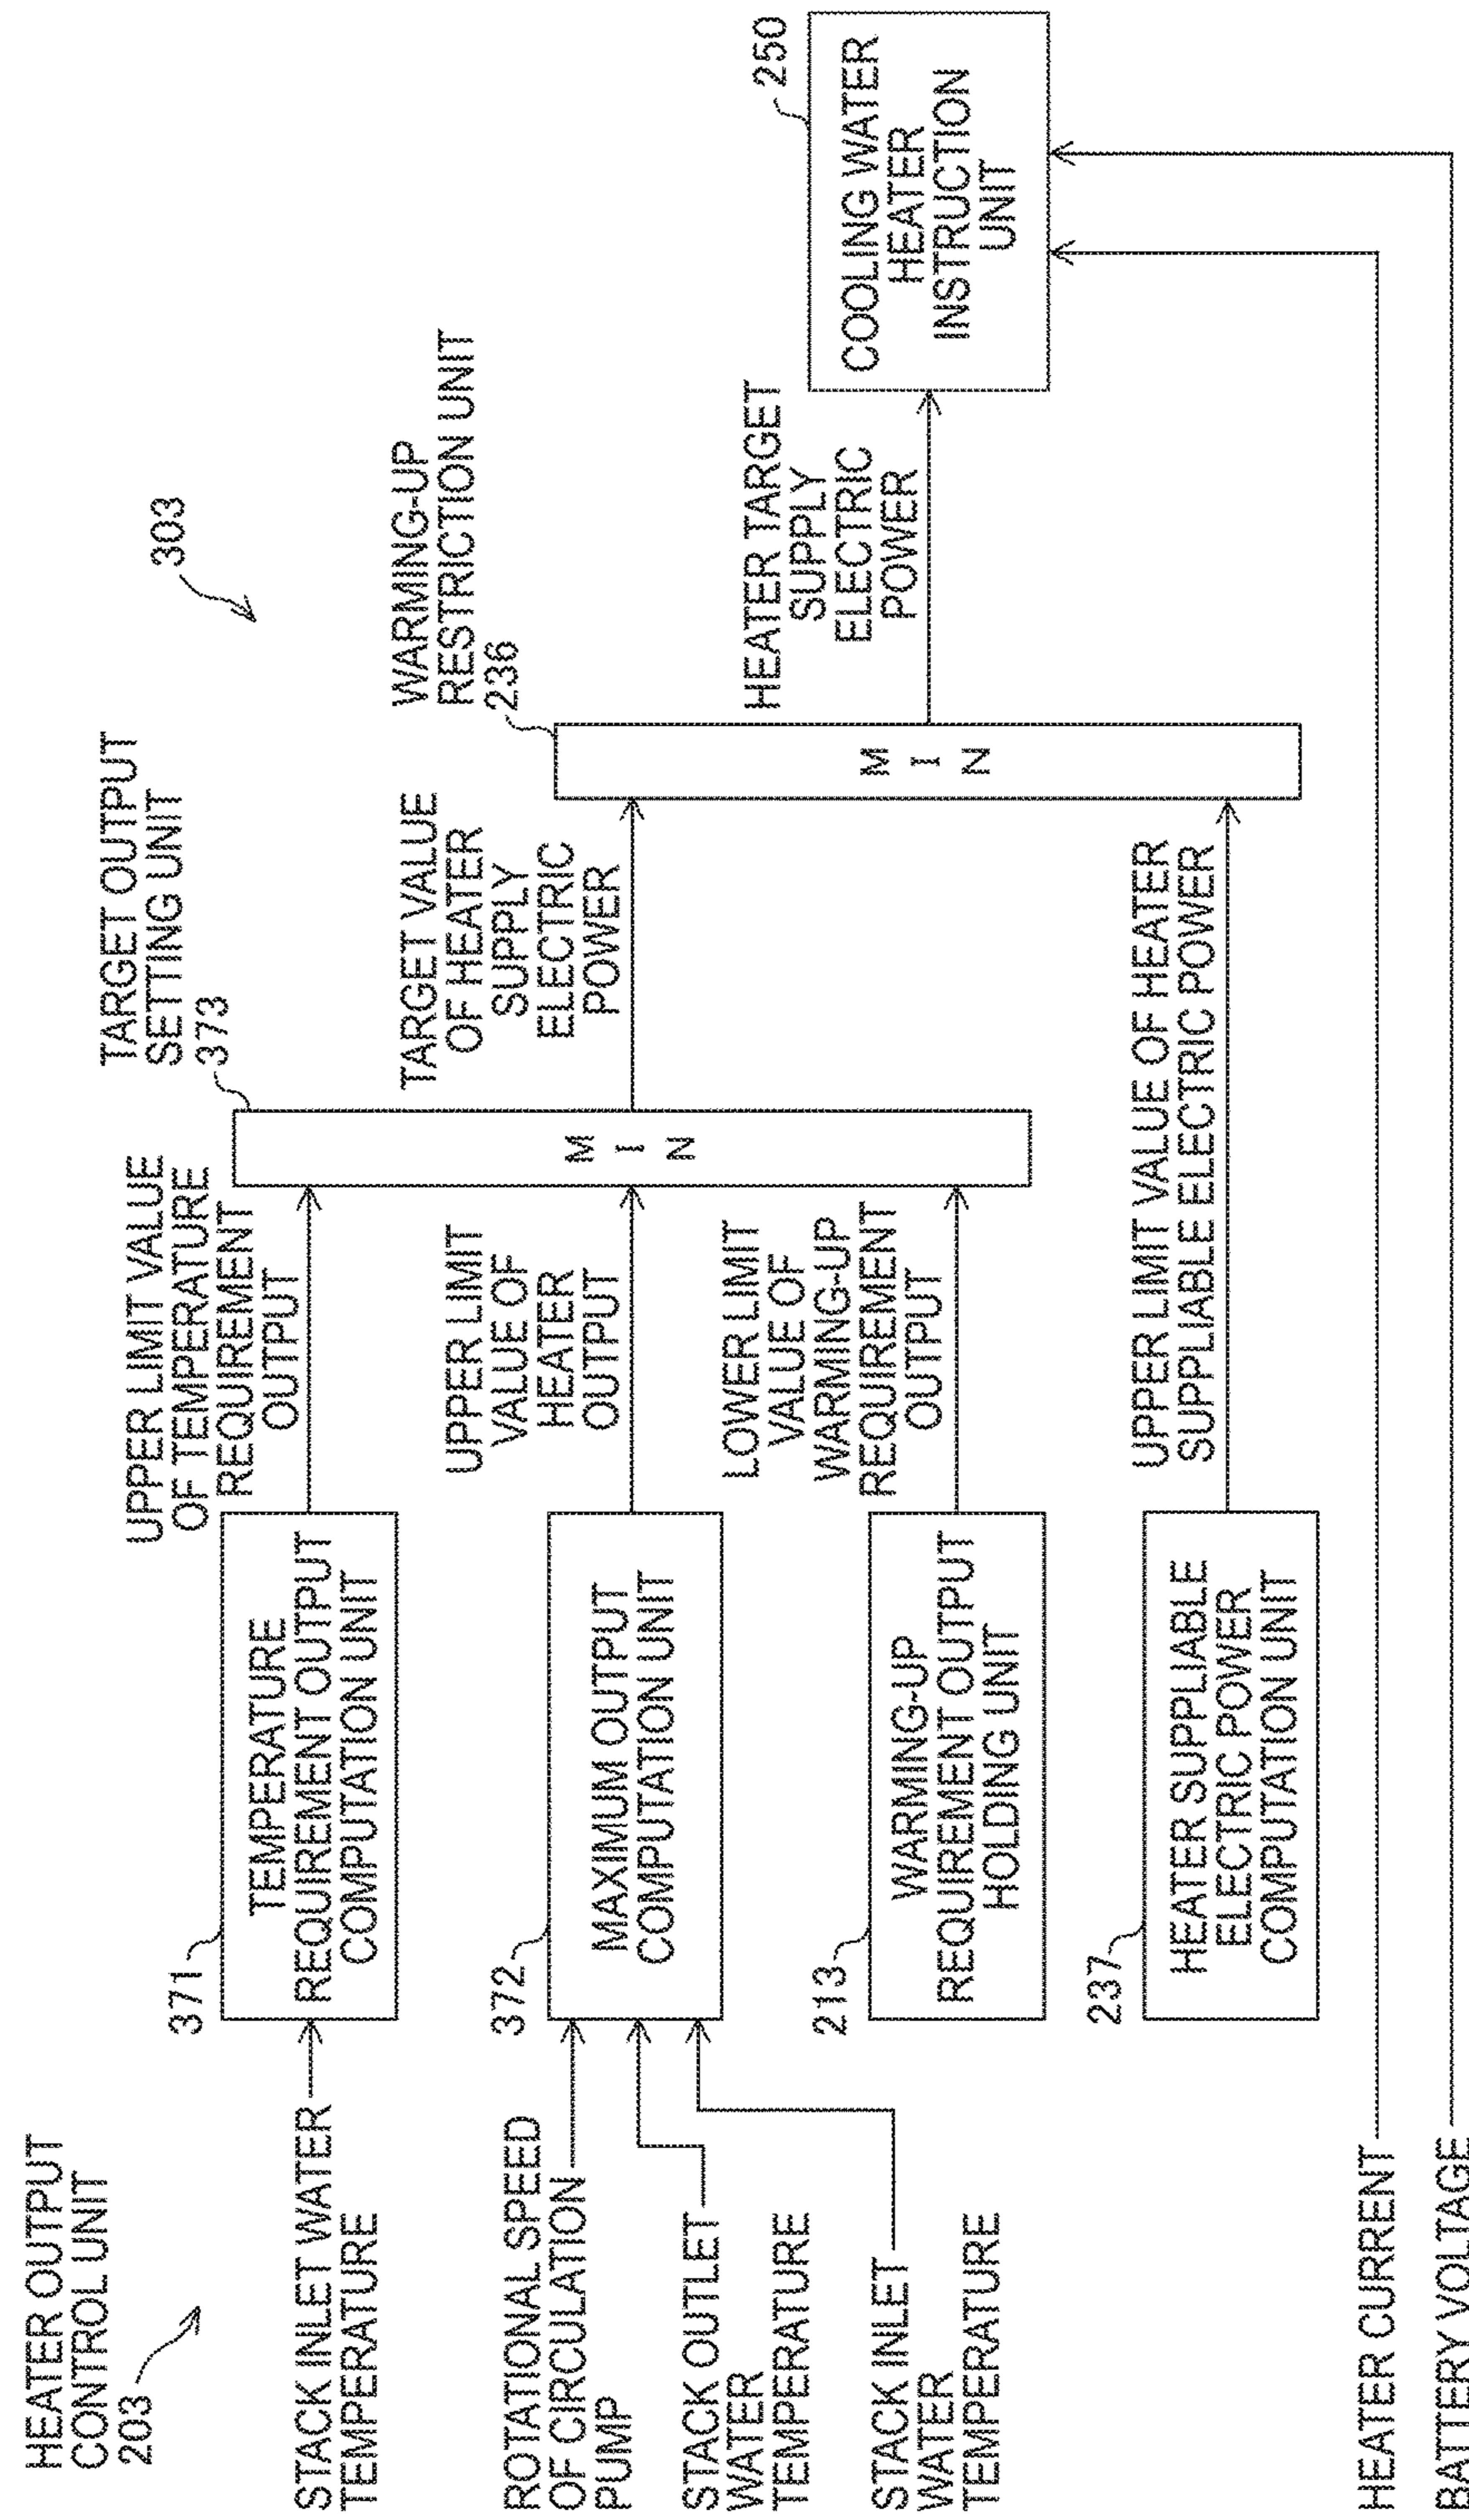 HEATER OUTPUT
CONTROL UNIT
203
303
STACK INLET WATER
TEMPERATURE
371
TEMPERATURE
REQUIREMENT OUTPUT
COMPUTATION UNIT
UPPER LIMIT VALUE
OF TEMPERATURE
REQUIREMENT
OUTPUT
TARGET OUTPUT
SETTING UNIT
373
MIN
ROTATIONAL SPEED
OF CIRCULATION
PUMP
STACK OUTLET
WATER
TEMPERATURE
STACK INLET
WATER
TEMPERATURE
372
MAXIMUM OUTPUT
COMPUTATION UNIT
UPPER LIMIT
VALUE OF
HEATER
OUTPUT
213
WARMING-UP
REQUIREMENT OUTPUT
HOLDING UNIT
LOWER LIMIT
VALUE OF
WARMING-UP
REQUIREMENT
OUTPUT
TARGET VALUE
OF HEATER
SUPPLY
ELECTRIC
POWER
WARMING-UP
RESTRICTION UNIT
236
MIN
237
HEATER SUPPLIABLE
ELECTRIC POWER
COMPUTATION UNIT
UPPER LIMIT VALUE OF HEATER
SUPPLIABLE ELECTRIC POWER
HEATER TARGET
SUPPLY
ELECTRIC
POWER
250
COOLING WATER
HEATER
INSTRUCTION
UNIT
HEATER CURRENT
BATTERY VOLTAGE